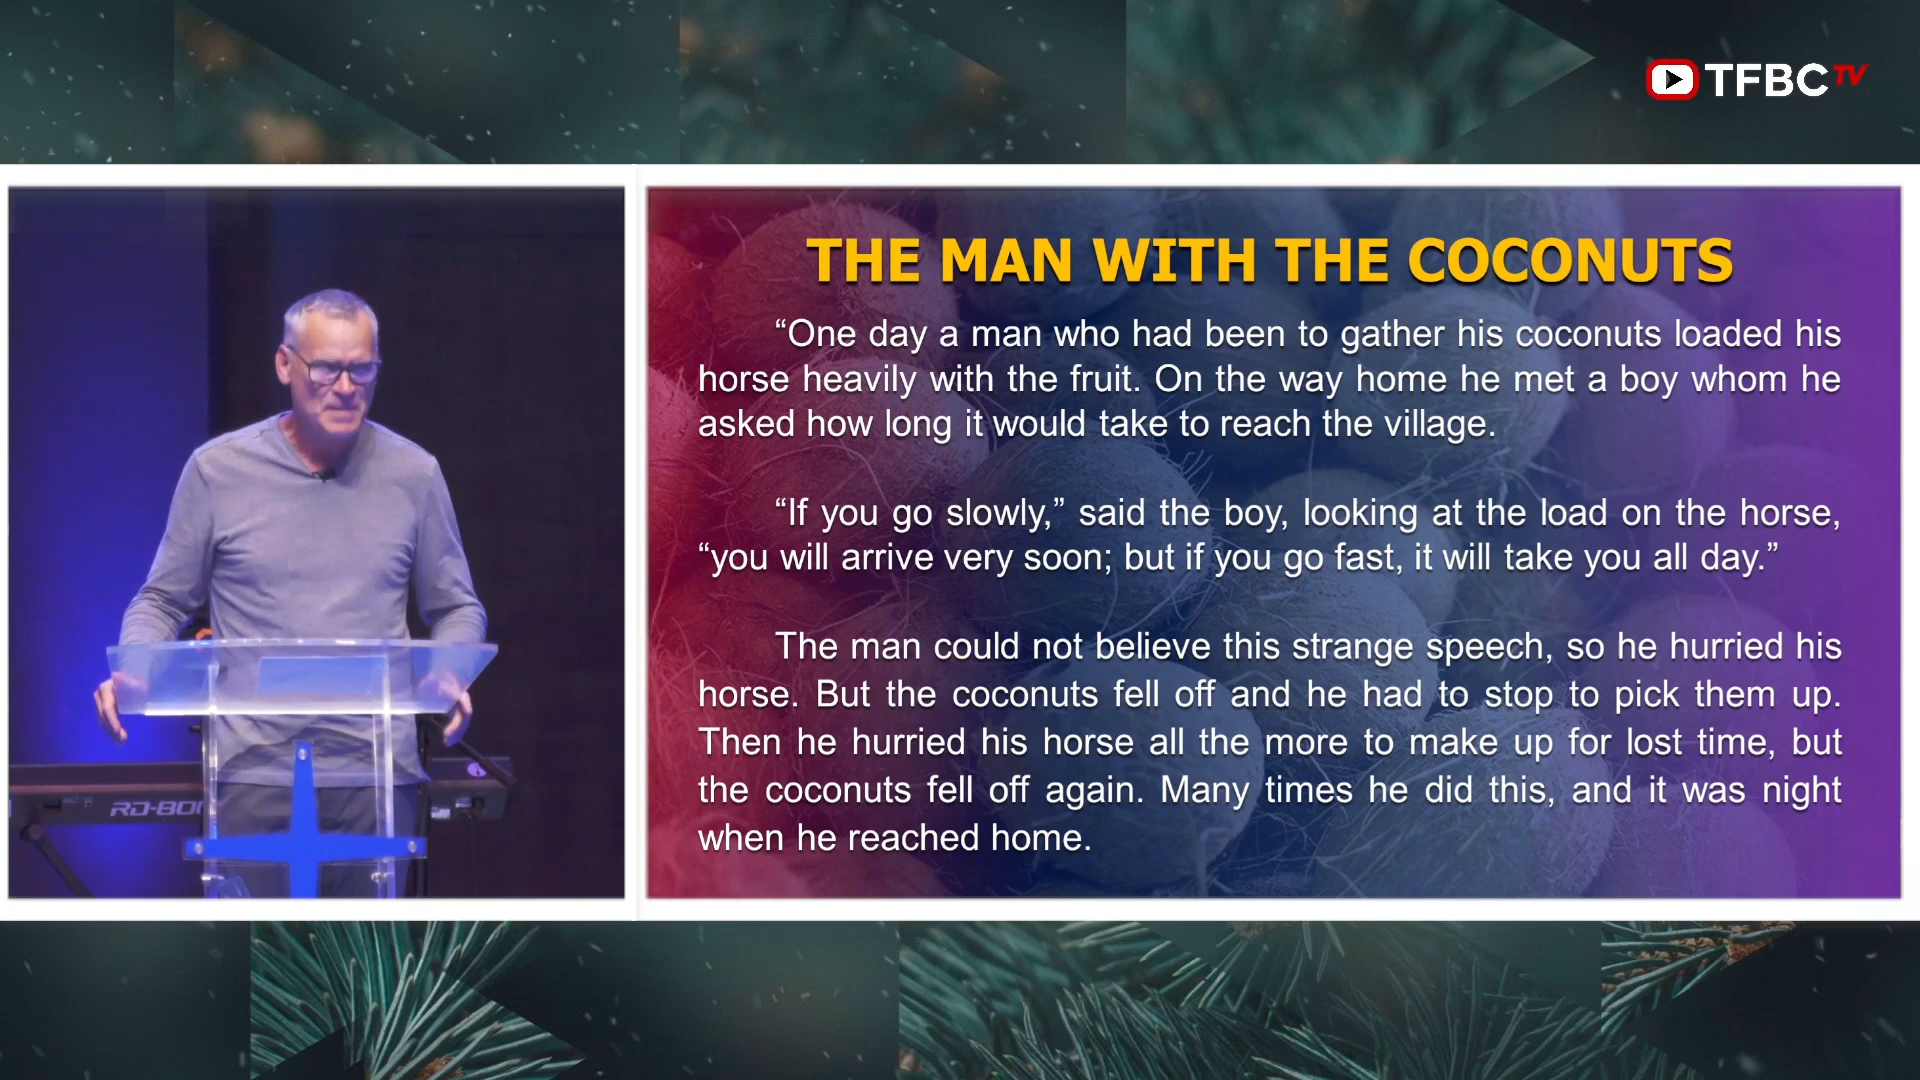 TFBC TV
THE MAN WITH THE COCONUTS
“One day a man who had been to gather his coconuts loaded his
horse heavily with the fruit. On the way home he met a boy whom he
asked how long it would take to reach the village.
“If you go slowly,” said the boy, looking at the load on the horse,
“you will arrive very soon; but if you go fast, it will take you all day.”
The man could not believe this strange speech, so he hurried his
horse. But the coconuts fell off and he had to stop to pick them up.
Then he hurried his horse all the more to make up for lost time, but
the coconuts fell off again. Many times he did this, and it was night
when he reached home.